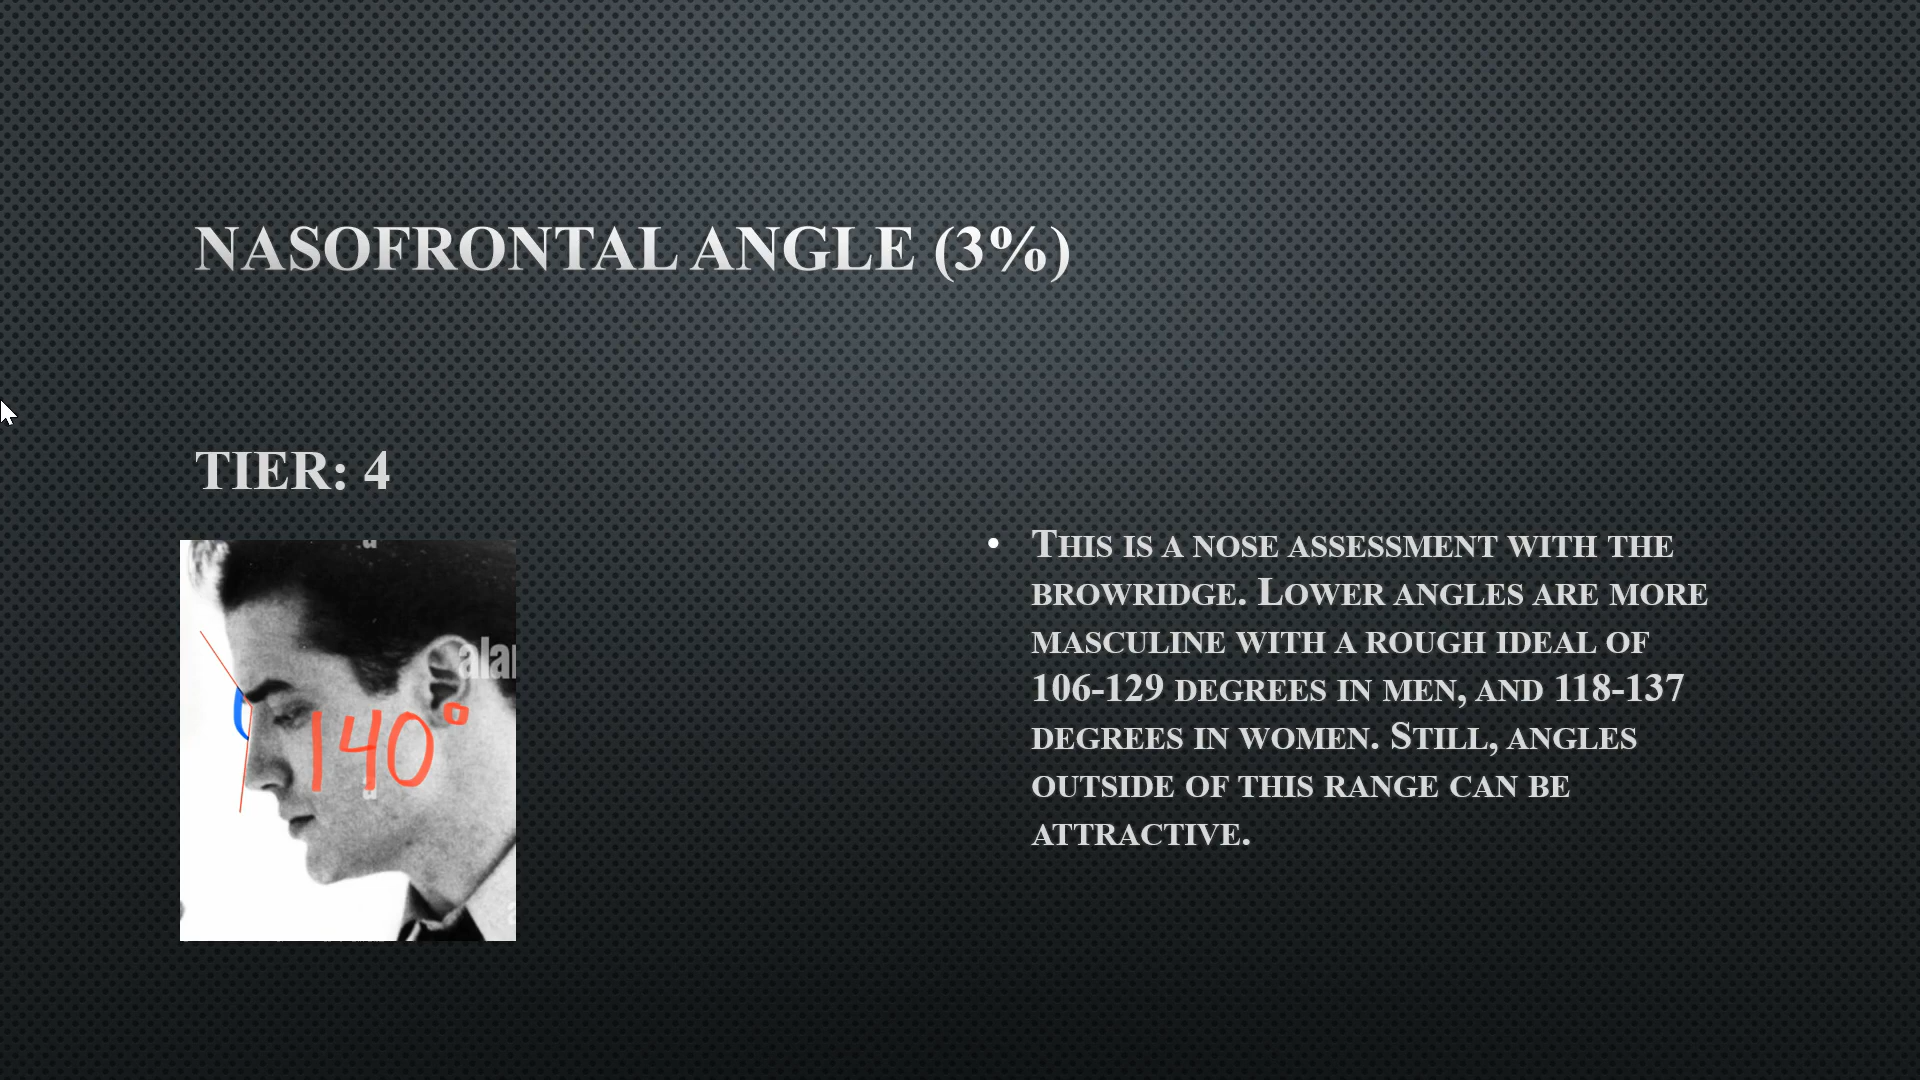 NASOFRONTAL ANGLE (3%)
TIER: 4
a
ala
140°
a
• THIS IS A NOSE ASSESSMENT WITH THE
BROWRIDGE. LOWER ANGLES ARE MORE
MASCULINE WITH A ROUGH IDEAL OF
106-129 DEGREES IN MEN, AND 118-137
DEGREES IN WOMEN. STILL, ANGLES
OUTSIDE OF THIS RANGE CAN BE
ATTRACTIVE.